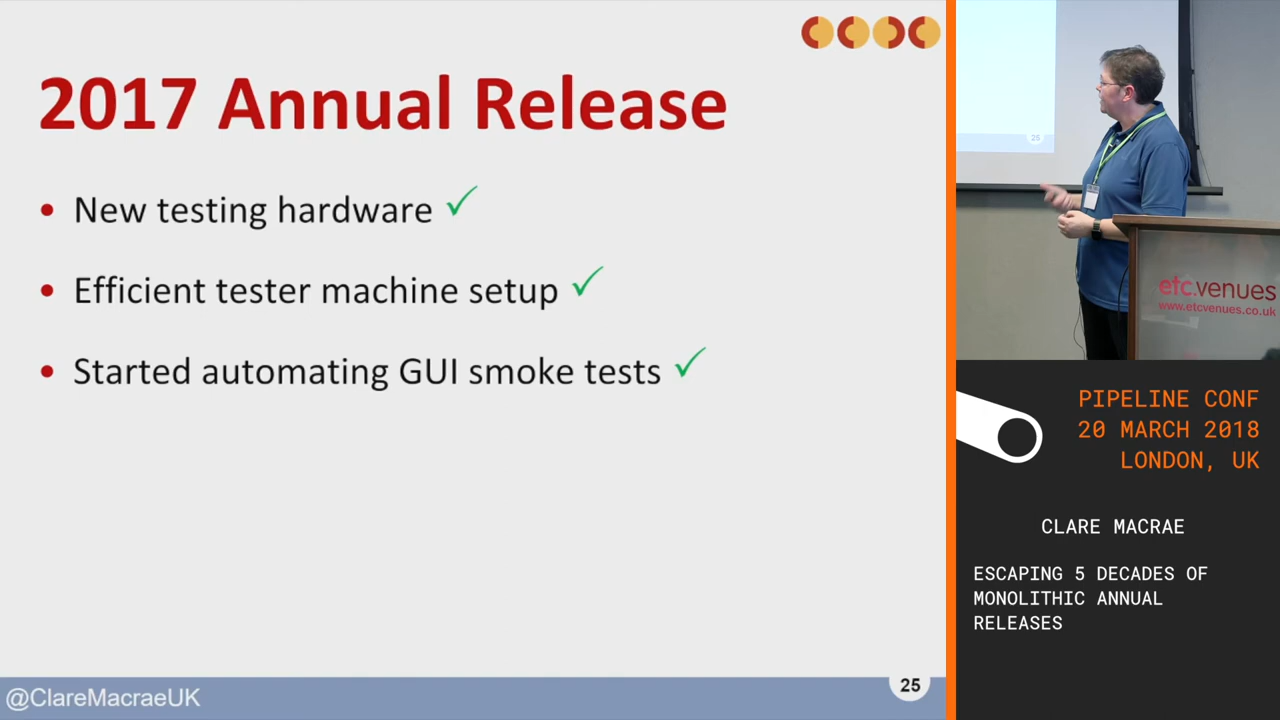 2017 Annual Release
• New testing hardware ✓
• Efficient tester machine setup ✓
• Started automating GUI smoke tests ✓
@ClareMacraeUK
25
25
etc.venues
www.etcvenues.co.uk
PIPELINE CONF
20 MARCH 2018
LONDON, UK
CLARE MACRAE
ESCAPING 5 DECADES OF
MONOLITHIC ANNUAL
RELEASES